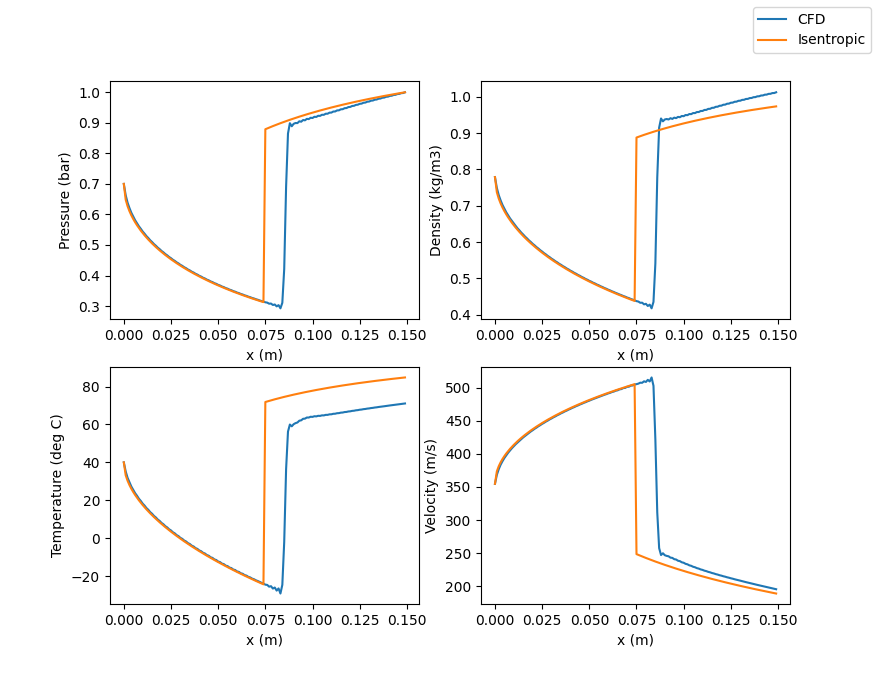 CFD
Isentropic
Pressure (bar)
1.0
0.9
0.8
0.7
0.6
0.5
0.4
0.3
0.000 0.025 0.050 0.075 0.100 0.125 0.150
x (m)
Density (kg/m3)
1.0
0.9
0.8
0.7
0.6
0.5
0.4
0.000 0.025 0.050 0.075 0.100 0.125 0.150
x (m)
Temperature (deg C)
80
60
40
20
0
−20
0.000 0.025 0.050 0.075 0.100 0.125 0.150
x (m)
Velocity (m/s)
500
450
400
350
300
250
200
0.000 0.025 0.050 0.075 0.100 0.125 0.150
x (m)